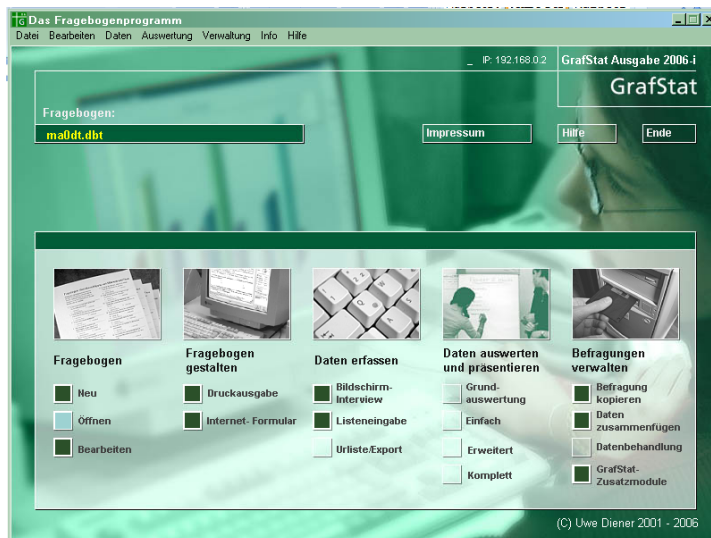 Das Fragebogenprogramm
Datei Bearbeiten Daten Auswertung Verwaltung Info Hilfe
_ IP: 192.168.0.2 GrafStat Ausgabe 2006-i
GrafStat
Fragebogen:
ma0dt.dbt
Impressum
Hilfe
Ende
Fragebogen
Neu
Öffnen
Bearbeiten
Fragebogen
gestalten
Druckausgabe
Internet- Formular
Daten erfassen
Bildschirm-
Interview
Listeneingabe
Urliste/Export
Daten auswerten
und präsentieren
Grund-
auswertung
Einfach
Erweitert
Komplett
Befragungen
verwalten
Befragung
kopieren
Daten
zusammenfügen
Datenbehandlung
GrafStat-
Zusatzmodule
(C) Uwe Diener 2001 - 2006